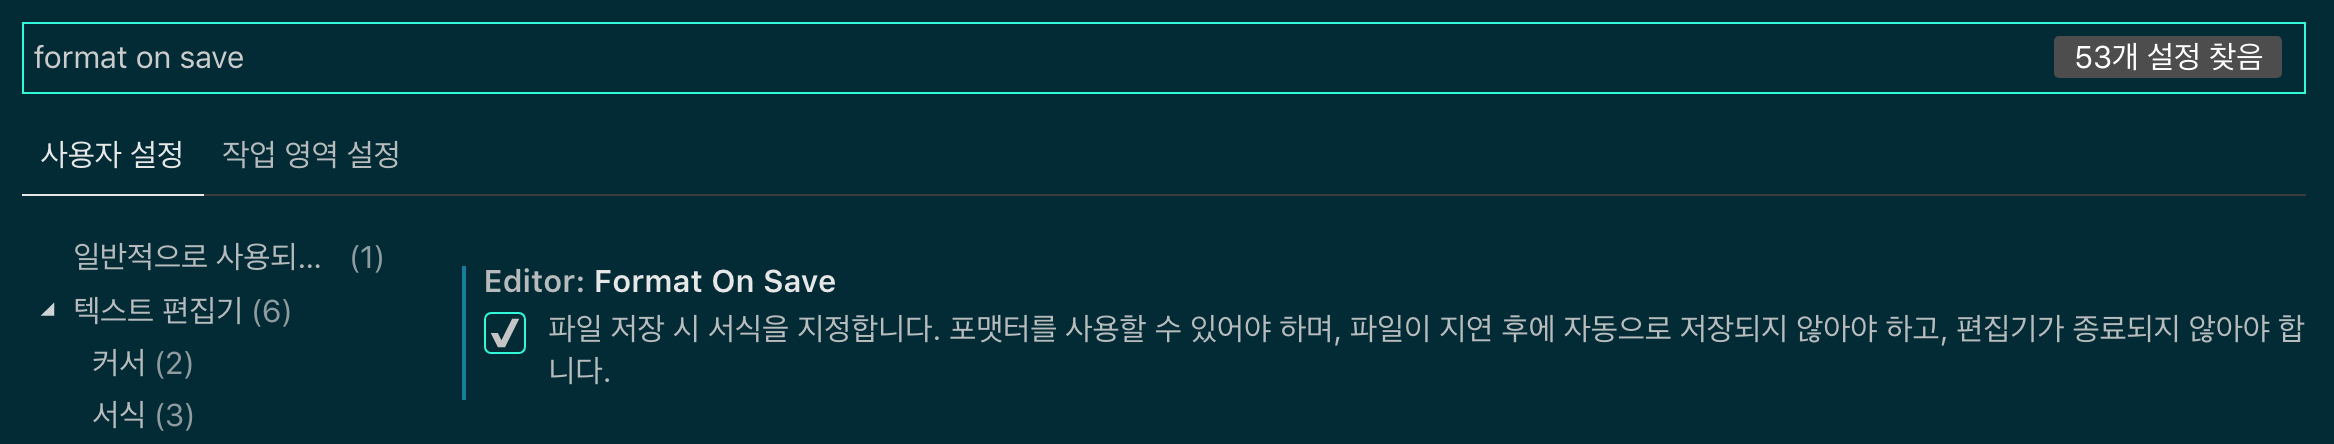 format on save
53개 설정 찾음
사용자 설정
작업 영역 설정
일반적으로 사용되... (1)
텍스트 편집기 (6)
커서 (2)
서식 (3)
Editor: Format On Save
파일 저장 시 서식을 지정합니다. 포맷터를 사용할 수 있어야 하며, 파일이 지연 후에 자동으로 저장되지 않아야 하고, 편집기가 종료되지 않아야 합
니다.